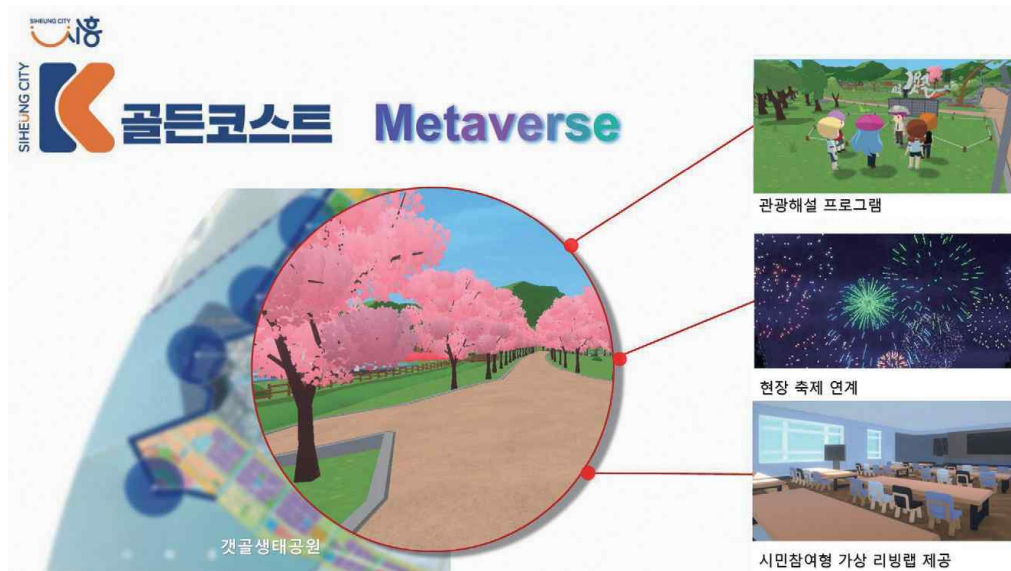 SIHEUNG CITY
시흥
SIHEUNG CITY
K 골든코스트 Metaverse
관광해설 프로그램
현장 축제 연계
갯골생태공원
시민참여형 가상 리빙랩 제공